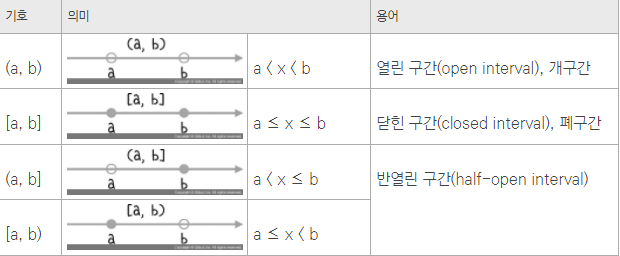 기호 의미 용어
(a, b) (a, b) a b a < x < b 열린 구간(open interval), 개구간
[a, b] [a, b] a b a ≤ x ≤ b 닫힌 구간(closed interval), 폐구간
(a, b] (a, b] a b a < x ≤ b 반열린 구간(half-open interval)
[a, b) [a, b) a b a ≤ x < b